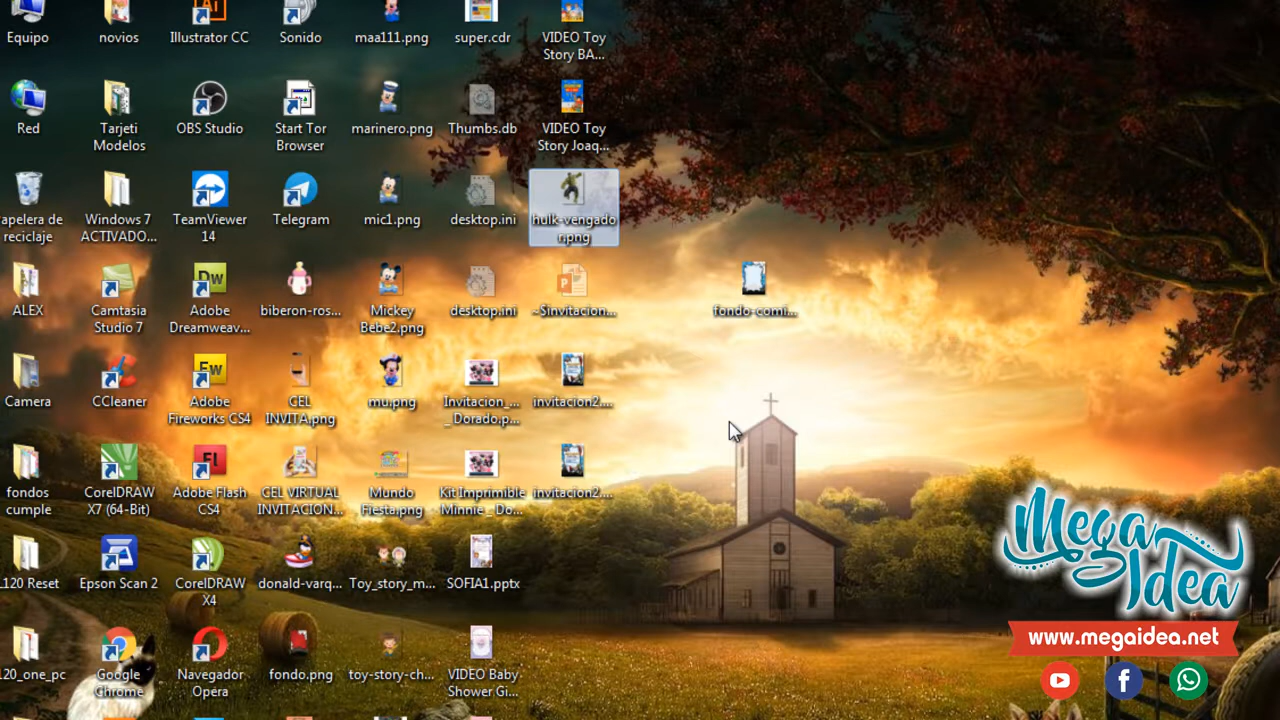 Equipo
novios
Illustrator CC
Sonido
maa111.png
super.cdr
VIDEO Toy
Story BA...
Red
Tarjeti
Modelos
OBS Studio
Start Tor
Browser
marinero.png
Thumbs.db
VIDEO Toy
Story Joaq...
apelera de
reciclaje
Windows 7
ACTIVADO...
TeamViewer
14
Telegram
mic1.png
desktop.ini
hulk-vengado
r.png
ALEX
Camtasia
Studio 7
Adobe
Dreamweav...
biberon-ros...
Mickey
Bebe2.png
desktop.ini
~$invitacion...
fondo-comi...
Camera
CCleaner
Adobe
Fireworks CS4
CEL
INVITA.png
mu.png
Invitacion_...
_Dorado.p...
invitacion2....
fondos
cumple
CorelDRAW
X7 (64-Bit)
Adobe Flash
CS4
CEL VIRTUAL
INVITACION...
Mundo
Fiesta.png
Kit Imprimible
Minnie_ Do...
invitacion2....
L120 Reset
Epson Scan 2
CorelDRAW
X4
donald-varq...
Toy_story_m...
SOFIA1.pptx
120_one_pc
Google
Chrome
Navegador
Opera
fondo.png
toy-story-ch...
VIDEO Baby
Shower Gi...
Mega
Idea
www.megaidea.net